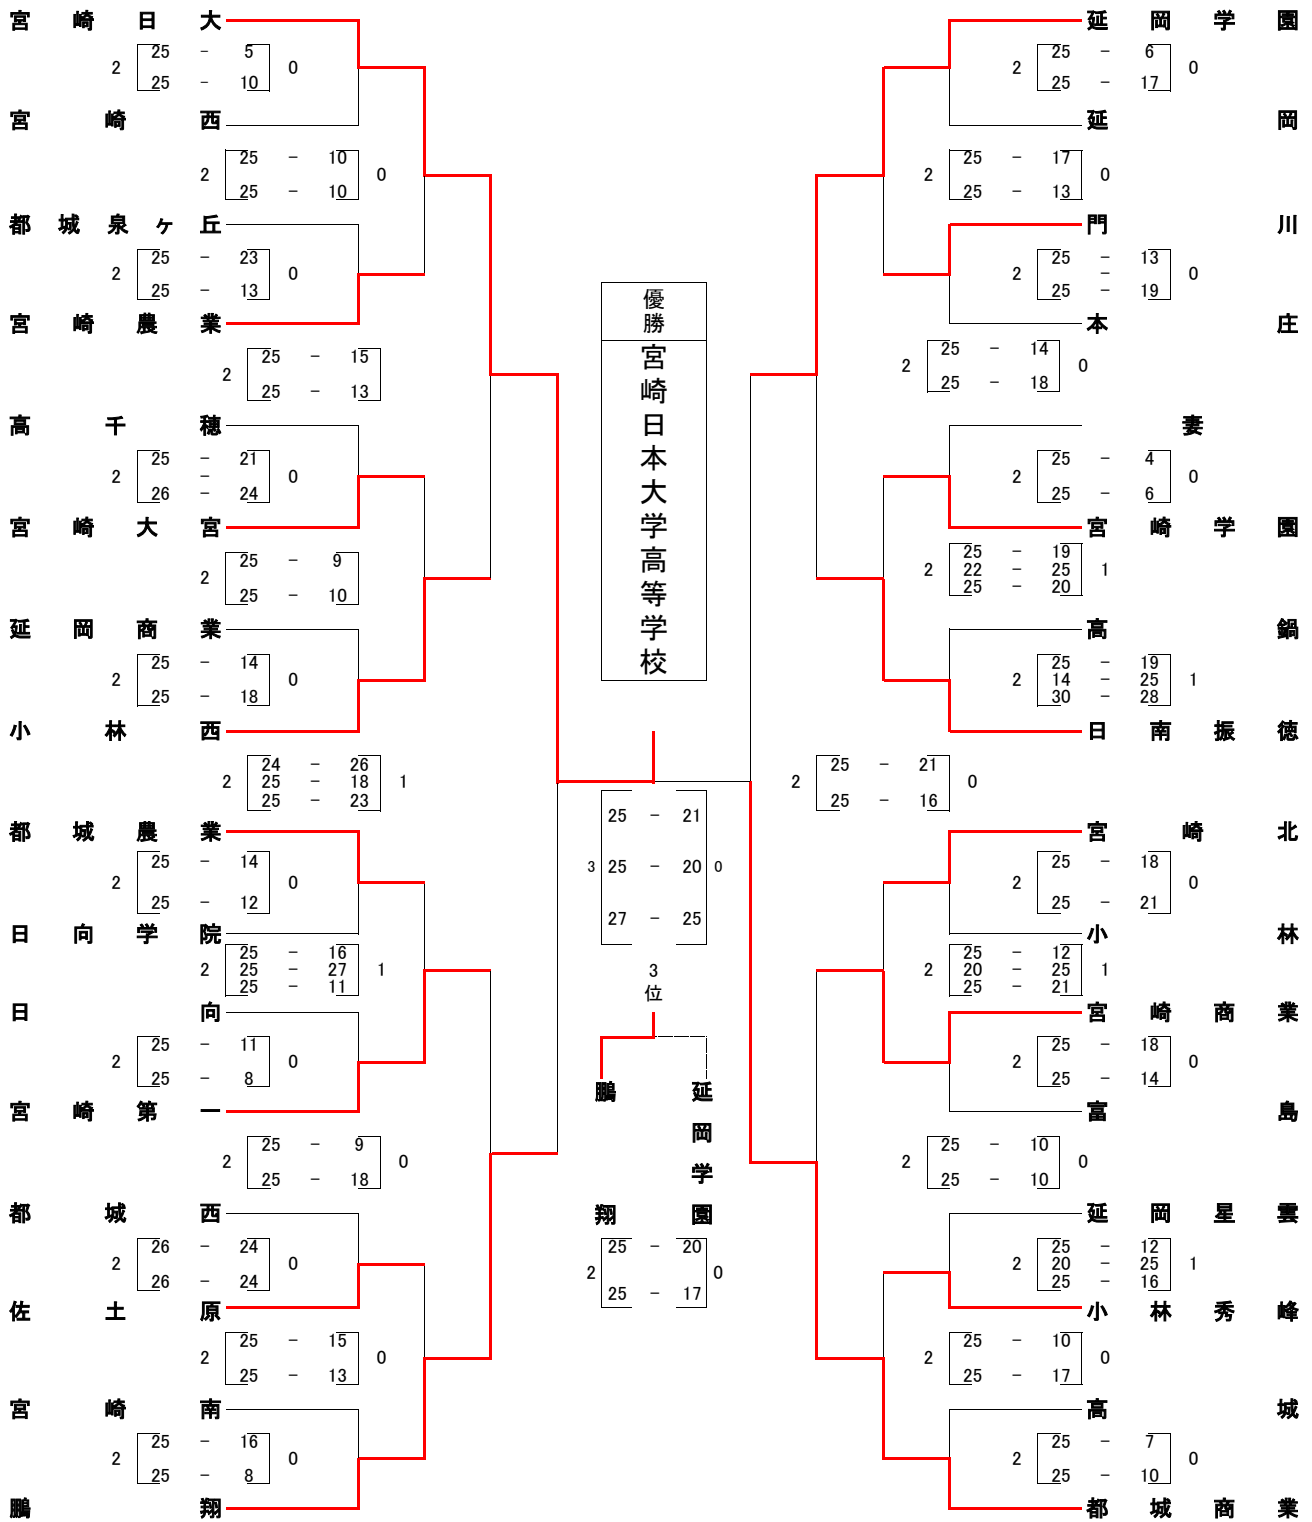 宮崎日大
25 - 5
2 0
25 - 10
宮崎西
2 25 - 10 0
25 - 10
都城泉ヶ丘
25 - 23
2 0
25 - 13
宮崎農業
25 - 15
2
25 - 13
高千穂
25 - 21
2 - 0
26 - 24
宮崎大宮
25 - 9
2
25 - 10
延岡商業
25 - 14
2 0
25 - 18
小林西
24 - 26
2 25 - 18 1
25 - 23
都城農業
25 - 14
2 0
25 - 12
日向学院
25 - 16
2 25 - 27 1
25 - 11
日向
25 - 11
2 0
25 - 8
宮崎第一
25 - 9
2 0
25 - 18
都城西
26 - 24
2 0
26 - 24
佐土原
25 - 15
2 0
25 - 13
宮崎南
25 - 16
2 0
25 - 8
鵬翔
優勝
宮崎日本大学高等学校
25 - 21
3 25 - 20 0
27 - 25
3位
鵬翔
延岡学園
25 - 20
2 0
25 - 17
延岡学園
25 - 6
2 0
25 - 17
延岡
25 - 17
2 0
25 - 13
門川
25 - 13
2 - 0
25 - 19
本庄
25 - 14
2 0
25 - 18
妻
25 - 4
2 0
25 - 6
宮崎学園
25 - 19
2 22 - 25 1
25 - 20
高鍋
25 - 19
2 14 - 25 1
30 - 28
日南振徳
25 - 21
2 0
25 - 16
宮崎北
25 - 18
2 0
25 - 21
小林
25 - 12
2 20 - 25 1
25 - 21
宮崎商業
25 - 18
2 0
25 - 14
富島
25 - 10
2 0
25 - 10
延岡星雲
25 - 12
2 20 - 25 1
25 - 16
小林秀峰
25 - 10
2 0
25 - 17
高城
25 - 7
2 0
25 - 10
都城商業